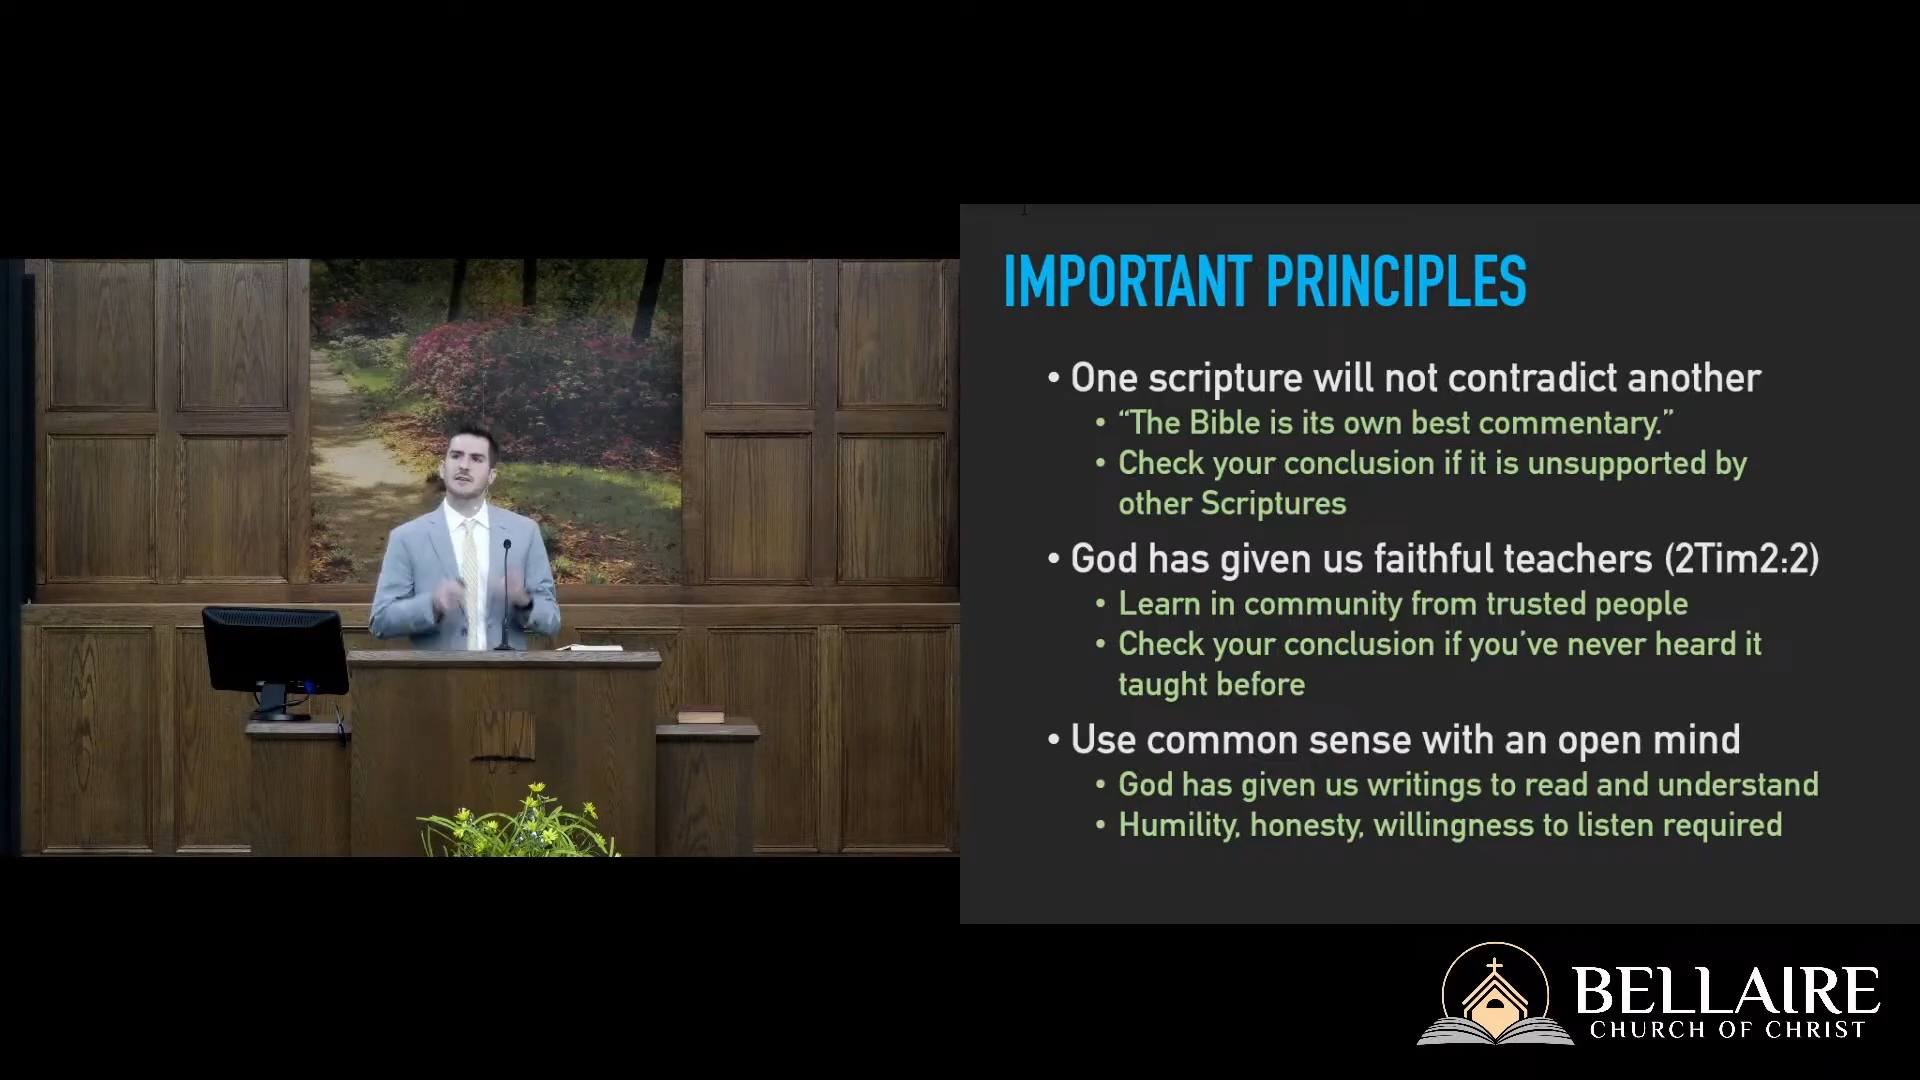 IMPORTANT PRINCIPLES
• One scripture will not contradict another
• “The Bible is its own best commentary.”
• Check your conclusion if it is unsupported by
other Scriptures
• God has given us faithful teachers (2Tim2:2)
• Learn in community from trusted people
• Check your conclusion if you’ve never heard it
taught before
• Use common sense with an open mind
• God has given us writings to read and understand
• Humility, honesty, willingness to listen required
BELLAIRE
CHURCH OF CHRIST